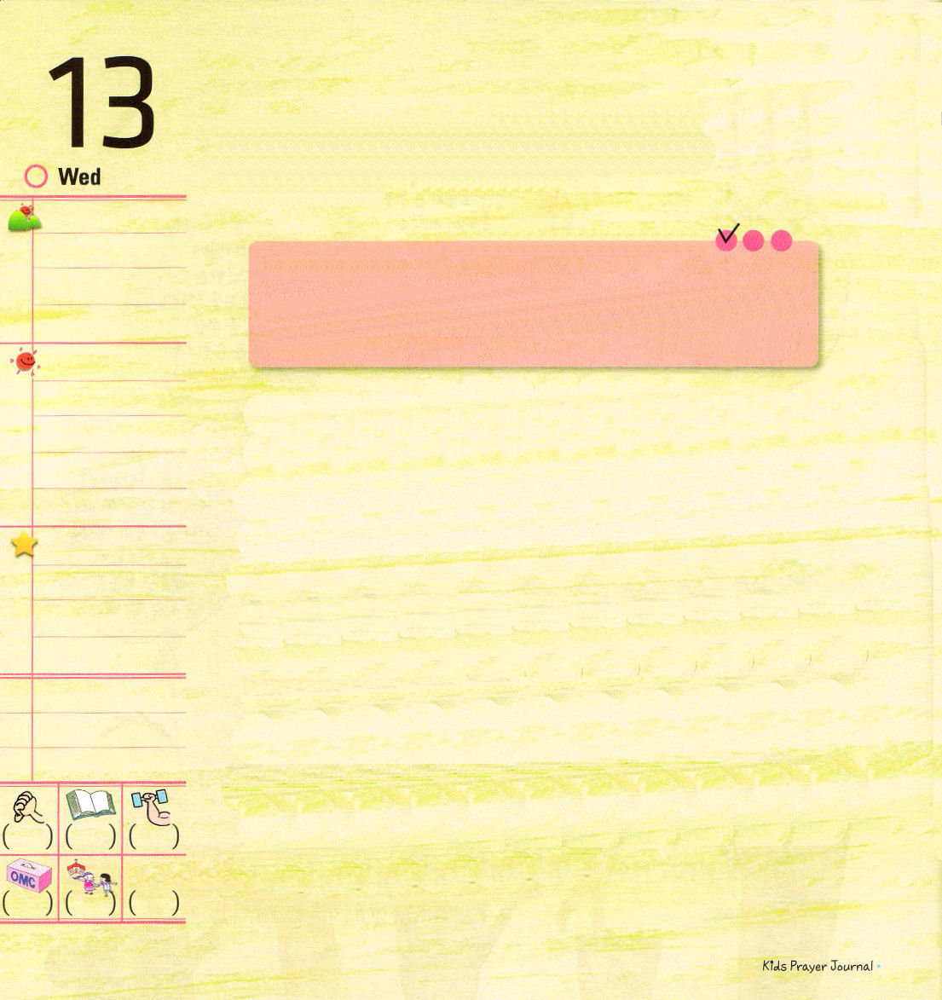 13
Wed
( ) ( ) ( )
OMC
( ) ( ) ( )
Kids Prayer Journal